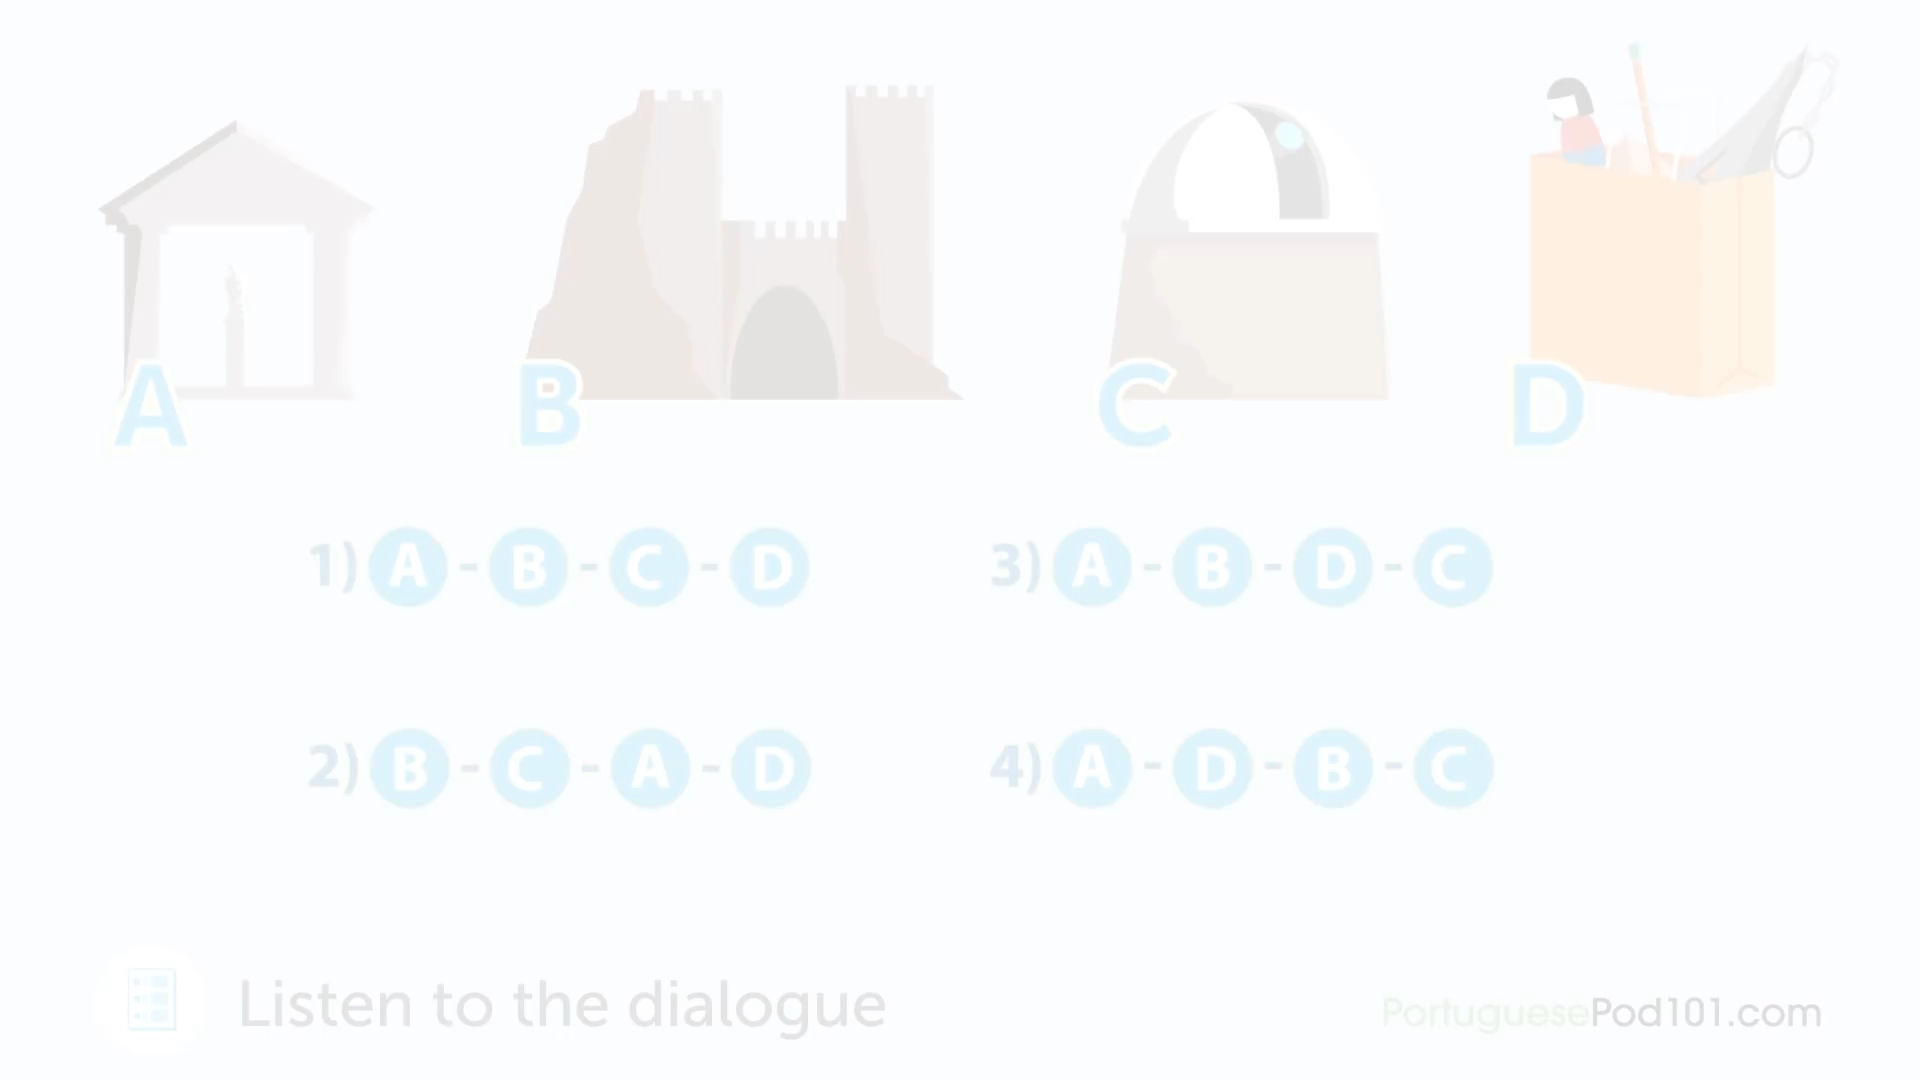 A B C D
1) A - B - C - D
3) A - B - D - C
2) B - C - A - D
4) A - D - B - C
Listen to the dialogue
PortuguesePod101.com